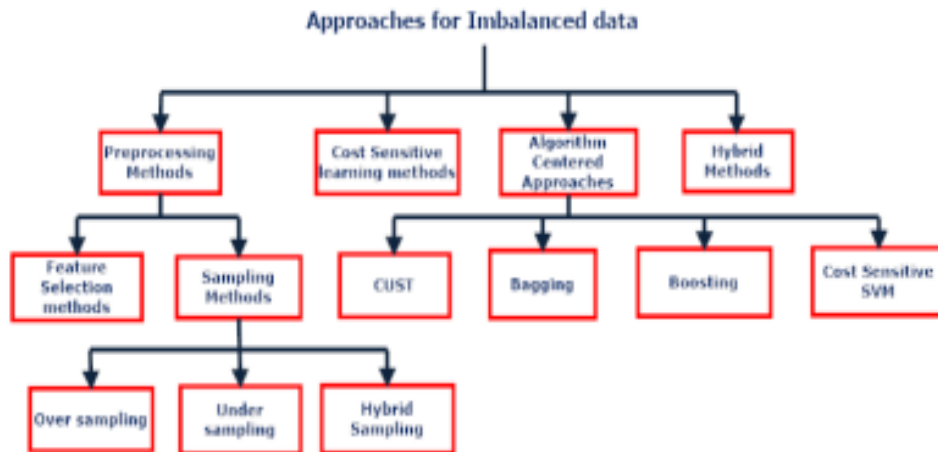 Approaches for Imbalanced data
Preprocessing
Methods
Cost Sensitive
learning methods
Algorithm
Centered
Approaches
Hybrid
Methods
Feature
Selection
methods
Sampling
Methods
CUST
Bagging
Boosting
Cost Sensitive
SVM
Over sampling
Under
sampling
Hybrid
Sampling